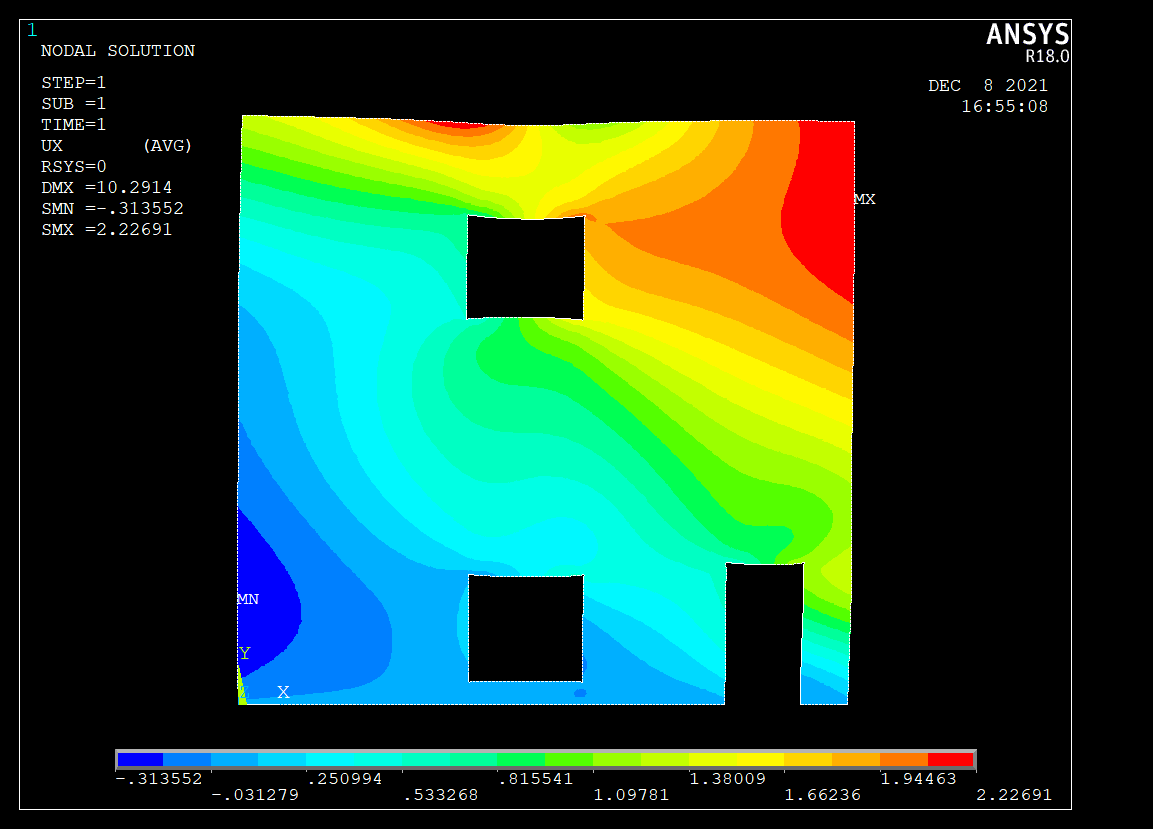 1
ANSYS
R18.0
NODAL SOLUTION
STEP=1
SUB =1
TIME=1
UX (AVG)
RSYS=0
DMX =10.2914
SMN =-.313552
SMX =2.22691
DEC 8 2021
16:55:08
MX
MN
Y
X
-.313552 .250994 .815541 1.38009 1.94463
-.031279 .533268 1.09781 1.66236 2.22691